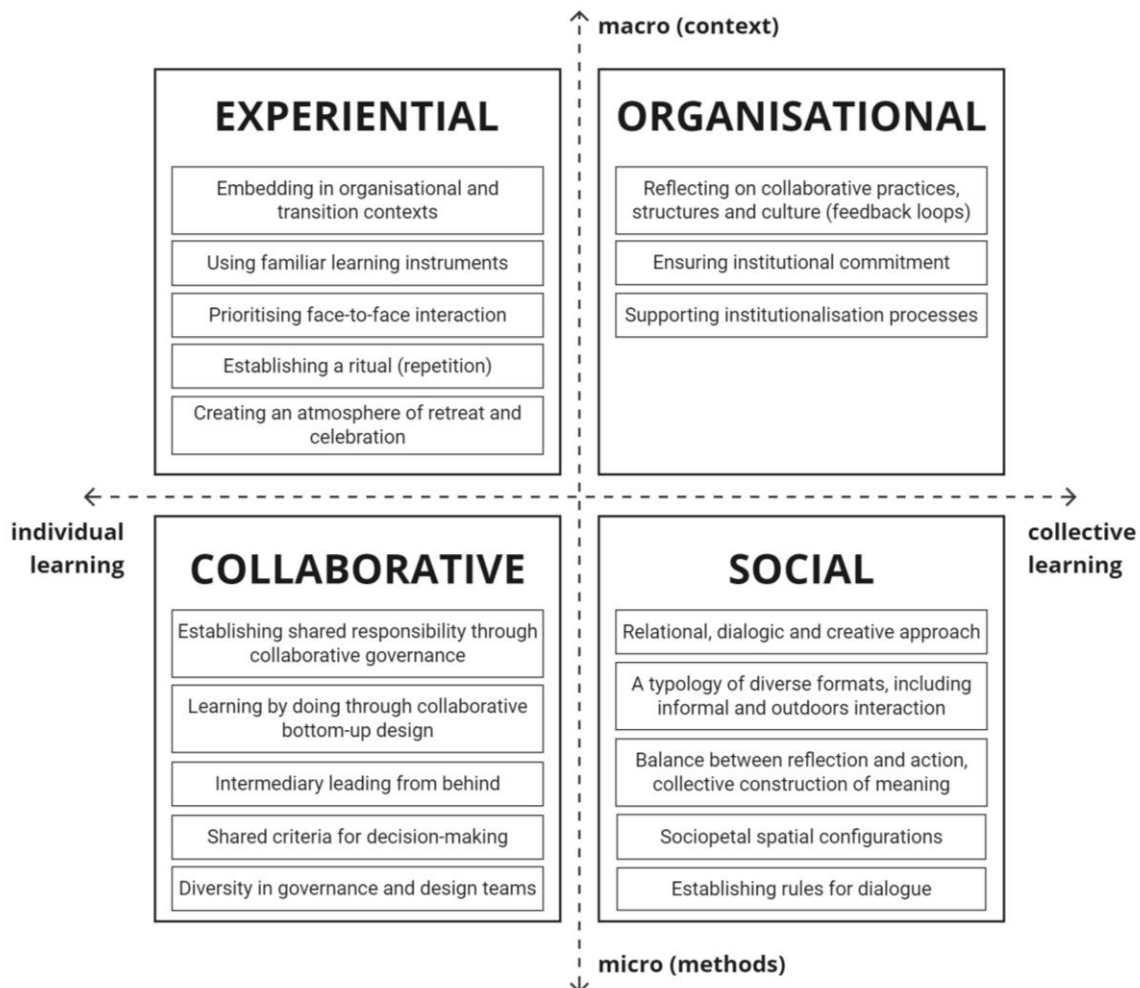 macro (context)
EXPERIENTIAL
Embedding in organisational and
transition contexts
Using familiar learning instruments
Prioritising face-to-face interaction
Establishing a ritual (repetition)
Creating an atmosphere of retreat and
celebration
ORGANISATIONAL
Reflecting on collaborative practices,
structures and culture (feedback loops)
Ensuring institutional commitment
Supporting institutionalisation processes
individual
learning
collective
learning
COLLABORATIVE
Establishing shared responsibility through
collaborative governance
Learning by doing through collaborative
bottom-up design
Intermediary leading from behind
Shared criteria for decision-making
Diversity in governance and design teams
SOCIAL
Relational, dialogic and creative approach
A typology of diverse formats, including
informal and outdoors interaction
Balance between reflection and action,
collective construction of meaning
Sociopetal spatial configurations
Establishing rules for dialogue
micro (methods)